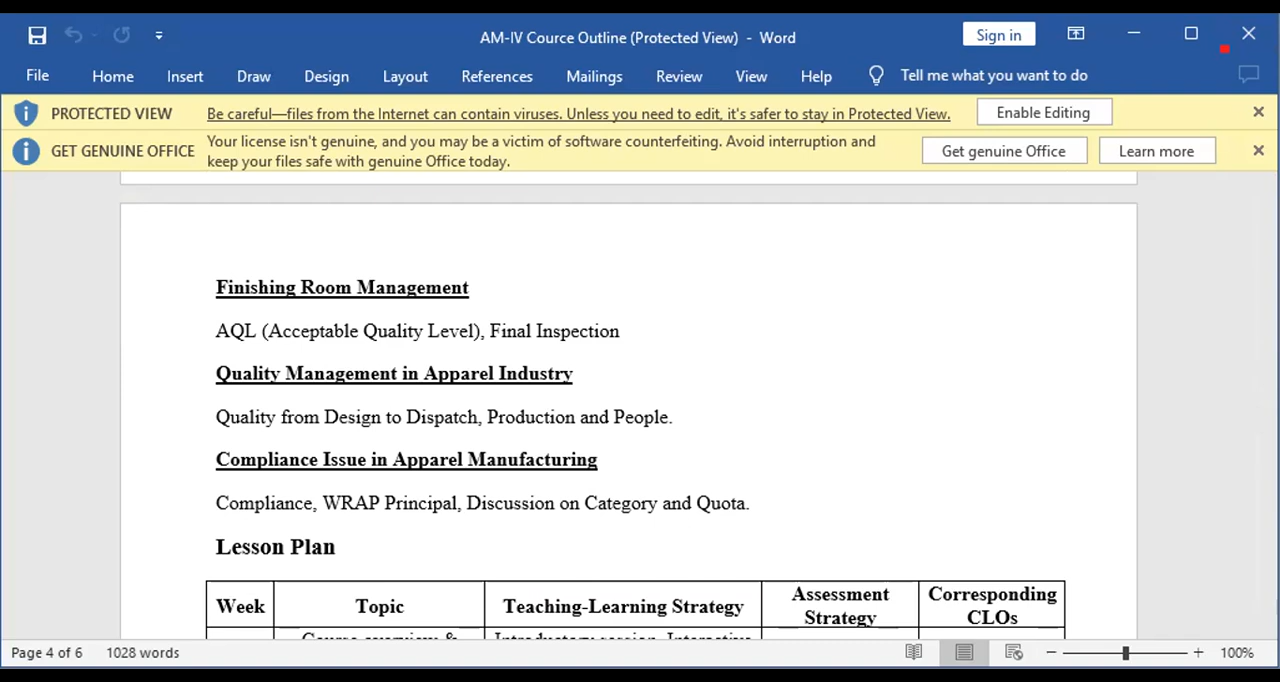 AM-IV Cource Outline (Protected View) - Word
Sign in
File Home Insert Draw Design Layout References Mailings Review View Help Tell me what you want to do
PROTECTED VIEW Be careful—files from the Internet can contain viruses. Unless you need to edit, it's safer to stay in Protected View. Enable Editing
GET GENUINE OFFICE Your license isn't genuine, and you may be a victim of software counterfeiting. Avoid interruption and
keep your files safe with genuine Office today. Get genuine Office Learn more
Finishing Room Management
AQL (Acceptable Quality Level), Final Inspection
Quality Management in Apparel Industry
Quality from Design to Dispatch, Production and People.
Compliance Issue in Apparel Manufacturing
Compliance, WRAP Principal, Discussion on Category and Quota.
Lesson Plan
Week Topic Teaching-Learning Strategy Assessment Strategy Corresponding CLOs
Course overview & Introductory session, Interactive
Page 4 of 6 1028 words 100%